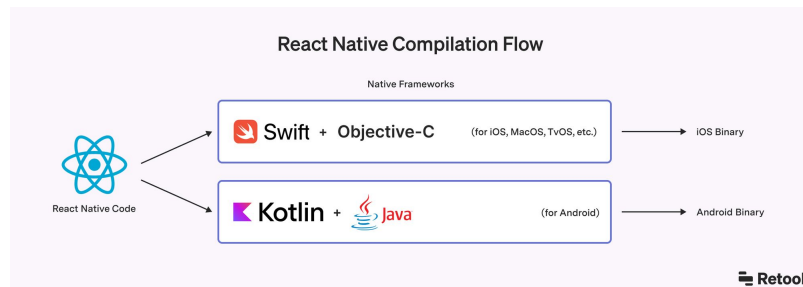 React Native Compilation Flow
Native Frameworks
Swift + Objective-C (for iOS, MacOS, TvOS, etc.)
iOS Binary
React Native Code
Kotlin + Java (for Android)
Android Binary
Retool